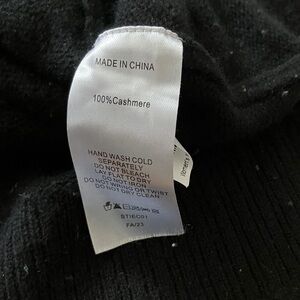 MADE IN CHINA
100%Cashmere
HAND WASH COLD
SEPARATELY
DO NOT BLEACH
LAY FLAT TO DRY
DO NOT IRON
DO NOT WRING OR TWIST
DO NOT DRY CLEAN
FA/23